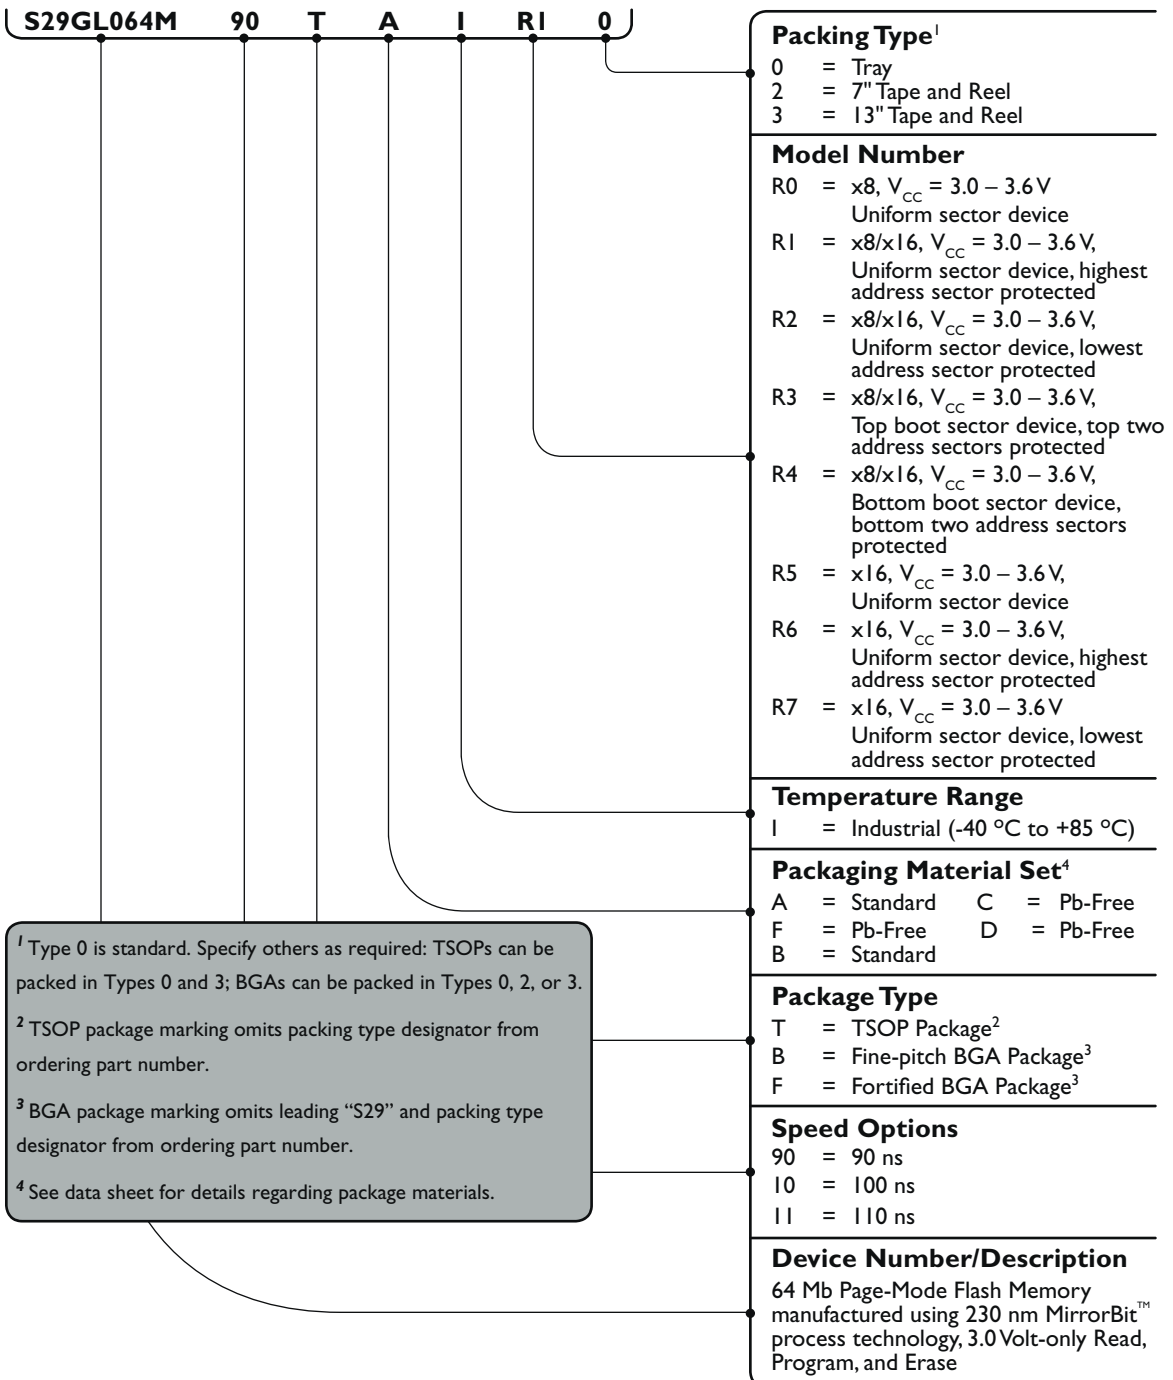 S29GL064M 90 T A I R1 0
Packing Type1
0 = Tray
2 = 7" Tape and Reel
3 = 13" Tape and Reel
Model Number
R0 = x8, VCC = 3.0 – 3.6 V
Uniform sector device
R1 = x8/x16, VCC = 3.0 – 3.6 V,
Uniform sector device, highest
address sector protected
R2 = x8/x16, VCC = 3.0 – 3.6 V,
Uniform sector device, lowest
address sector protected
R3 = x8/x16, VCC = 3.0 – 3.6 V,
Top boot sector device, top two
address sectors protected
R4 = x8/x16, VCC = 3.0 – 3.6 V,
Bottom boot sector device,
bottom two address sectors
protected
R5 = x16, VCC = 3.0 – 3.6 V,
Uniform sector device
R6 = x16, VCC = 3.0 – 3.6 V,
Uniform sector device, highest
address sector protected
R7 = x16, VCC = 3.0 – 3.6 V
Uniform sector device, lowest
address sector protected
Temperature Range
I = Industrial (-40 °C to +85 °C)
Packaging Material Set4
A = Standard C = Pb-Free
F = Pb-Free D = Pb-Free
B = Standard
Package Type
T = TSOP Package2
B = Fine-pitch BGA Package3
F = Fortified BGA Package3
Speed Options
90 = 90 ns
10 = 100 ns
11 = 110 ns
Device Number/Description
64 Mb Page-Mode Flash Memory
manufactured using 230 nm MirrorBit™
process technology, 3.0 Volt-only Read,
Program, and Erase
1 Type 0 is standard. Specify others as required: TSOPs can be
packed in Types 0 and 3; BGAs can be packed in Types 0, 2, or 3.
2 TSOP package marking omits packing type designator from
ordering part number.
3 BGA package marking omits leading “S29” and packing type
designator from ordering part number.
4 See data sheet for details regarding package materials.